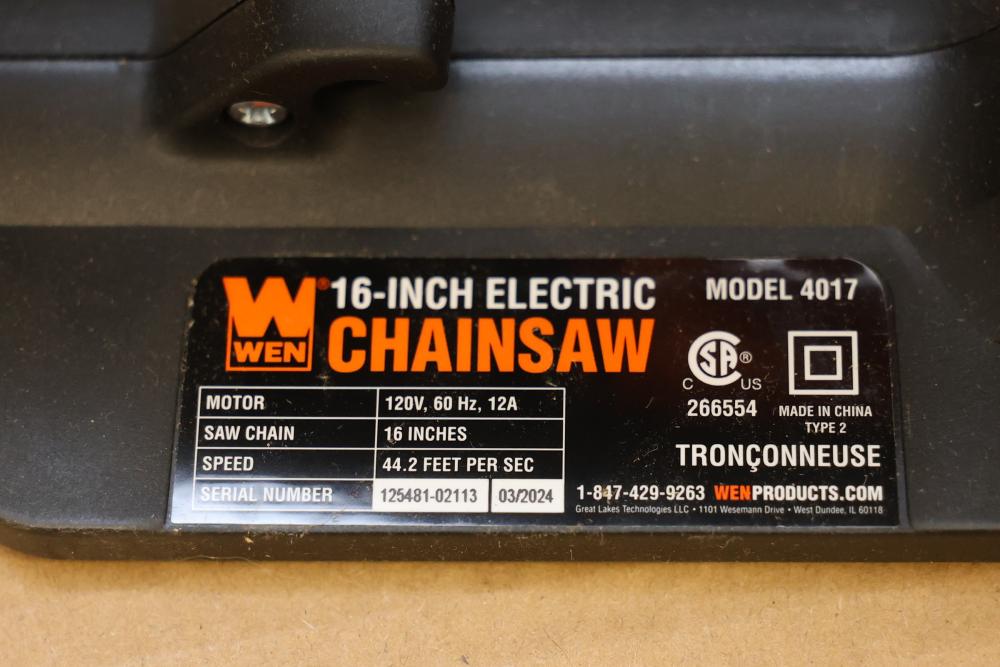 WEN® 16-INCH ELECTRIC
CHAINSAW
MODEL 4017
CSA®
C US
266554
MADE IN CHINA
TYPE 2
MOTOR 120V, 60 Hz, 12A
SAW CHAIN 16 INCHES
SPEED 44.2 FEET PER SEC
SERIAL NUMBER 125481-02113 03/2024
TRONÇONNEUSE
1-847-429-9263 WENPRODUCTS.COM
Great Lakes Technologies LLC • 1101 Wesemann Drive • West Dundee, IL 60118